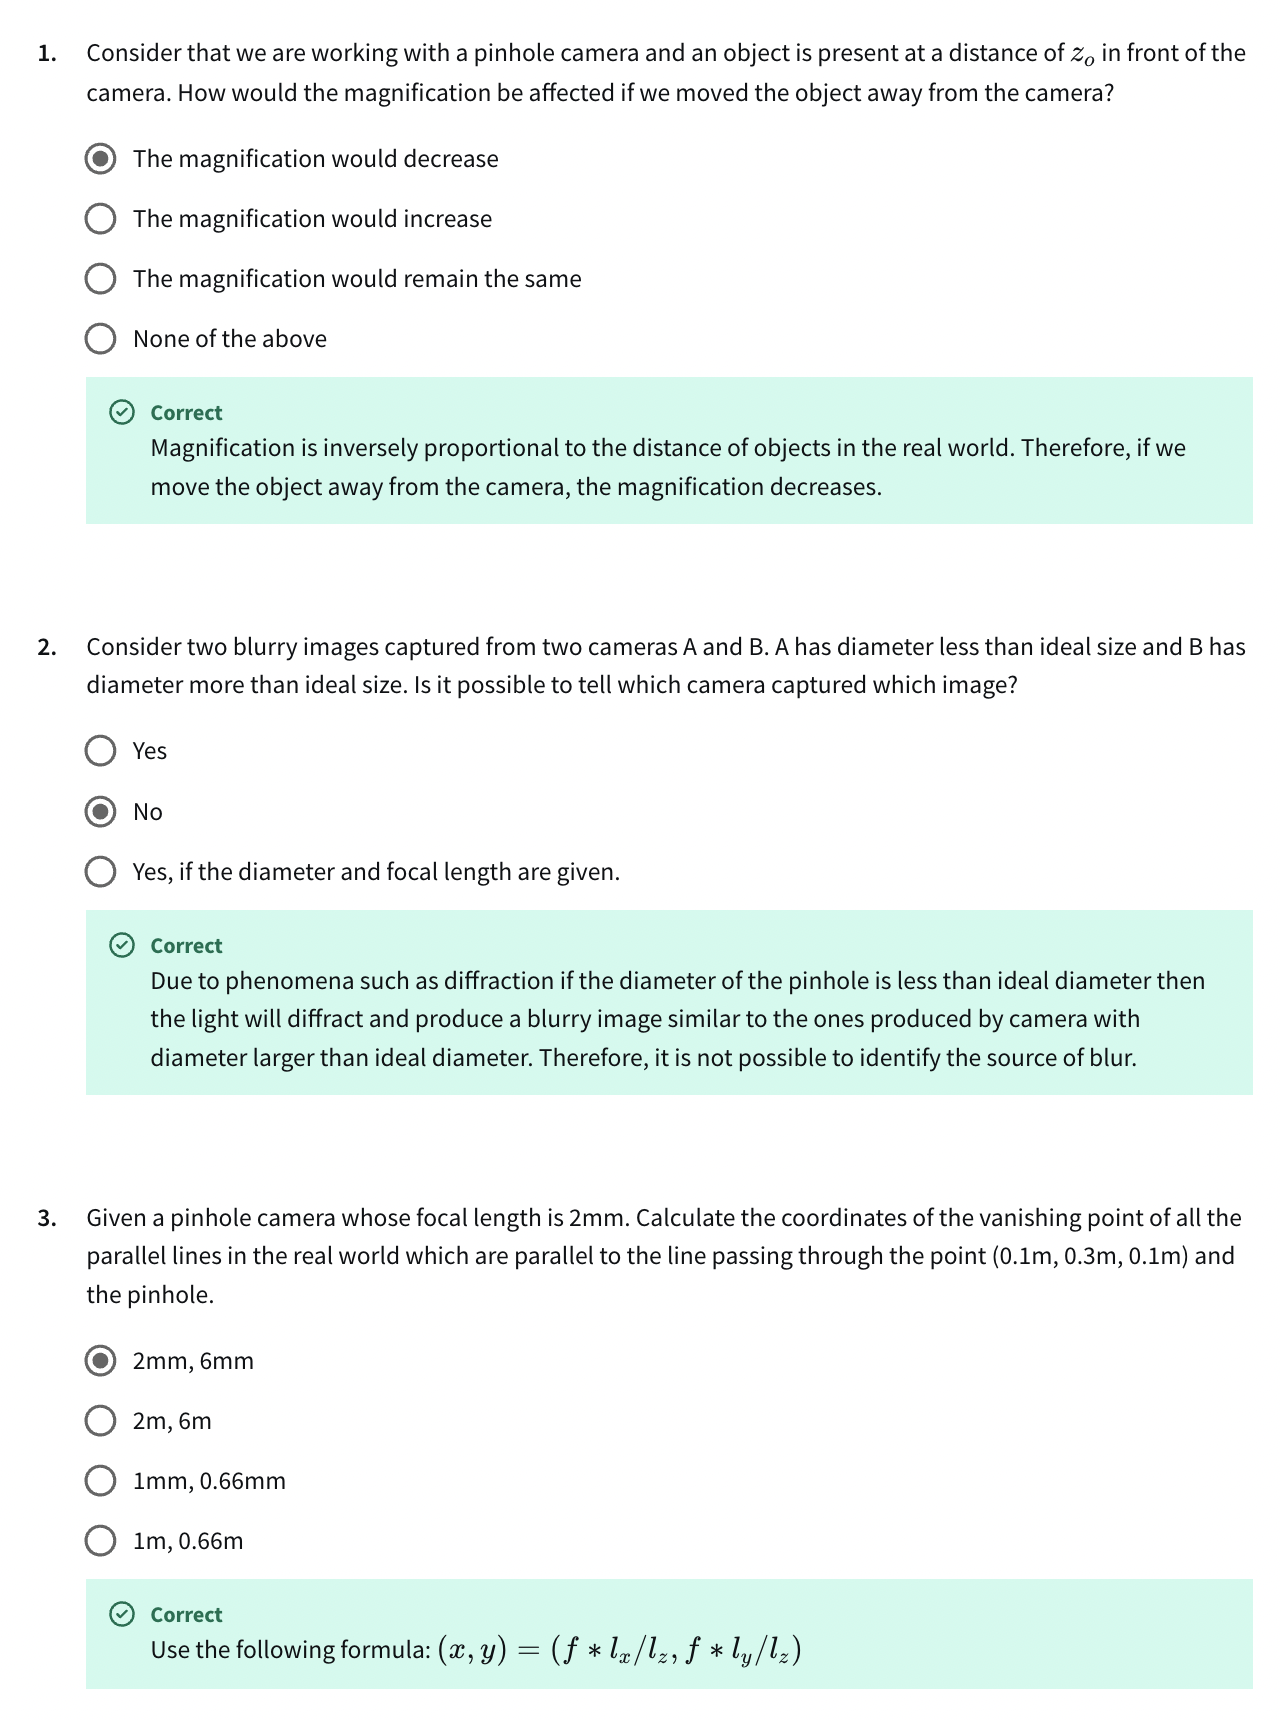 1. Consider that we are working with a pinhole camera and an object is present at a distance of zₒ in front of the
camera. How would the magnification be affected if we moved the object away from the camera?
The magnification would decrease
The magnification would increase
The magnification would remain the same
None of the above
Correct
Magnification is inversely proportional to the distance of objects in the real world. Therefore, if we
move the object away from the camera, the magnification decreases.
2. Consider two blurry images captured from two cameras A and B. A has diameter less than ideal size and B has
diameter more than ideal size. Is it possible to tell which camera captured which image?
Yes
No
Yes, if the diameter and focal length are given.
Correct
Due to phenomena such as diffraction if the diameter of the pinhole is less than ideal diameter then
the light will diffract and produce a blurry image similar to the ones produced by camera with
diameter larger than ideal diameter. Therefore, it is not possible to identify the source of blur.
3. Given a pinhole camera whose focal length is 2mm. Calculate the coordinates of the vanishing point of all the
parallel lines in the real world which are parallel to the line passing through the point (0.1m, 0.3m, 0.1m) and
the pinhole.
2mm, 6mm
2m, 6m
1mm, 0.66mm
1m, 0.66m
Correct
Use the following formula: (x, y) = (f * l_x/l_z, f * l_y/l_z)